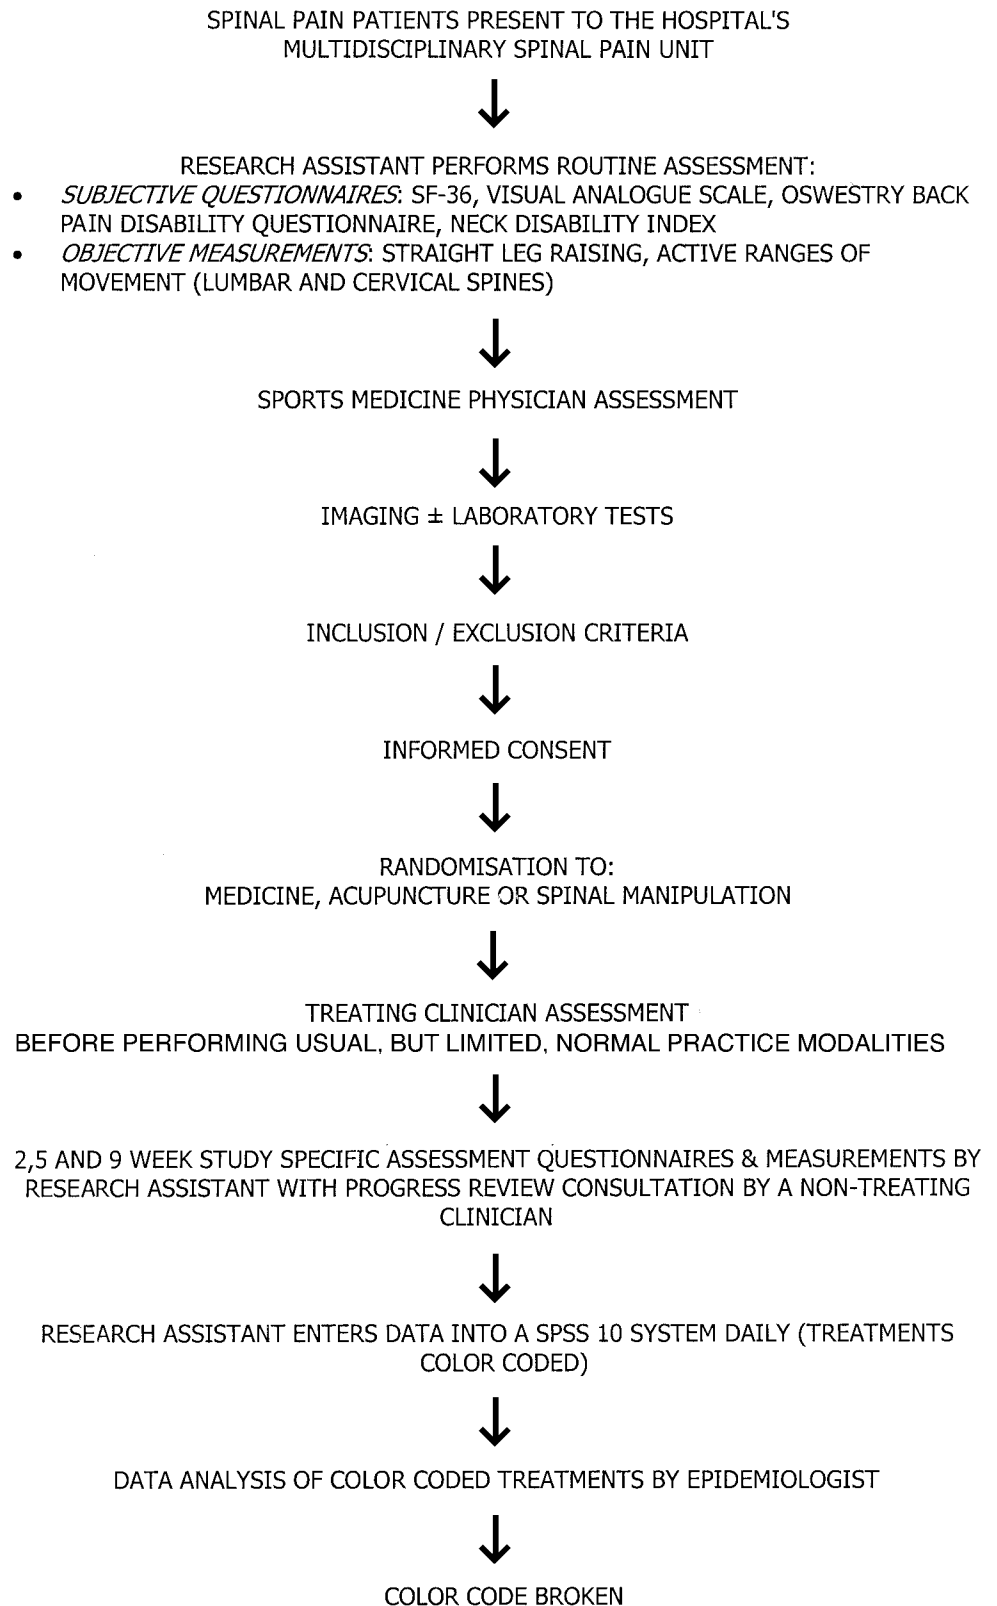 SPINAL PAIN PATIENTS PRESENT TO THE HOSPITAL'S
MULTIDISCIPLINARY SPINAL PAIN UNIT
RESEARCH ASSISTANT PERFORMS ROUTINE ASSESSMENT:
• SUBJECTIVE QUESTIONNAIRES: SF-36, VISUAL ANALOGUE SCALE, OSWESTRY BACK
PAIN DISABILITY QUESTIONNAIRE, NECK DISABILITY INDEX
• OBJECTIVE MEASUREMENTS: STRAIGHT LEG RAISING, ACTIVE RANGES OF
MOVEMENT (LUMBAR AND CERVICAL SPINES)
SPORTS MEDICINE PHYSICIAN ASSESSMENT
IMAGING ± LABORATORY TESTS
INCLUSION / EXCLUSION CRITERIA
INFORMED CONSENT
RANDOMISATION TO:
MEDICINE, ACUPUNCTURE OR SPINAL MANIPULATION
TREATING CLINICIAN ASSESSMENT
BEFORE PERFORMING USUAL, BUT LIMITED, NORMAL PRACTICE MODALITIES
2,5 AND 9 WEEK STUDY SPECIFIC ASSESSMENT QUESTIONNAIRES & MEASUREMENTS BY
RESEARCH ASSISTANT WITH PROGRESS REVIEW CONSULTATION BY A NON-TREATING
CLINICIAN
RESEARCH ASSISTANT ENTERS DATA INTO A SPSS 10 SYSTEM DAILY (TREATMENTS
COLOR CODED)
DATA ANALYSIS OF COLOR CODED TREATMENTS BY EPIDEMIOLOGIST
COLOR CODE BROKEN